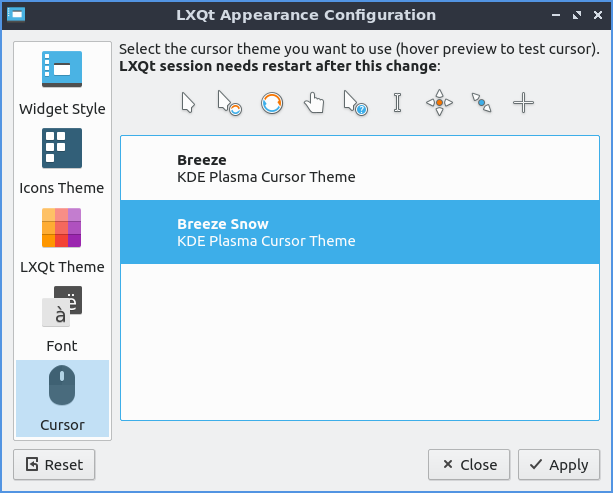 LXQt Appearance Configuration
Select the cursor theme you want to use (hover preview to test cursor).
LXQt session needs restart after this change:
Widget Style
Icons Theme
LXQt Theme
à ë
Font
Cursor
?
Breeze
KDE Plasma Cursor Theme
Breeze Snow
KDE Plasma Cursor Theme
Reset
Close
Apply